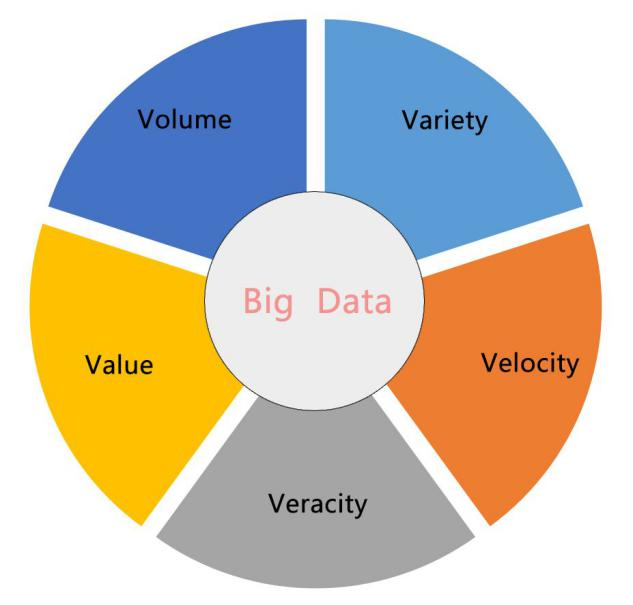 Volume
Variety
Big Data
Value
Velocity
Veracity